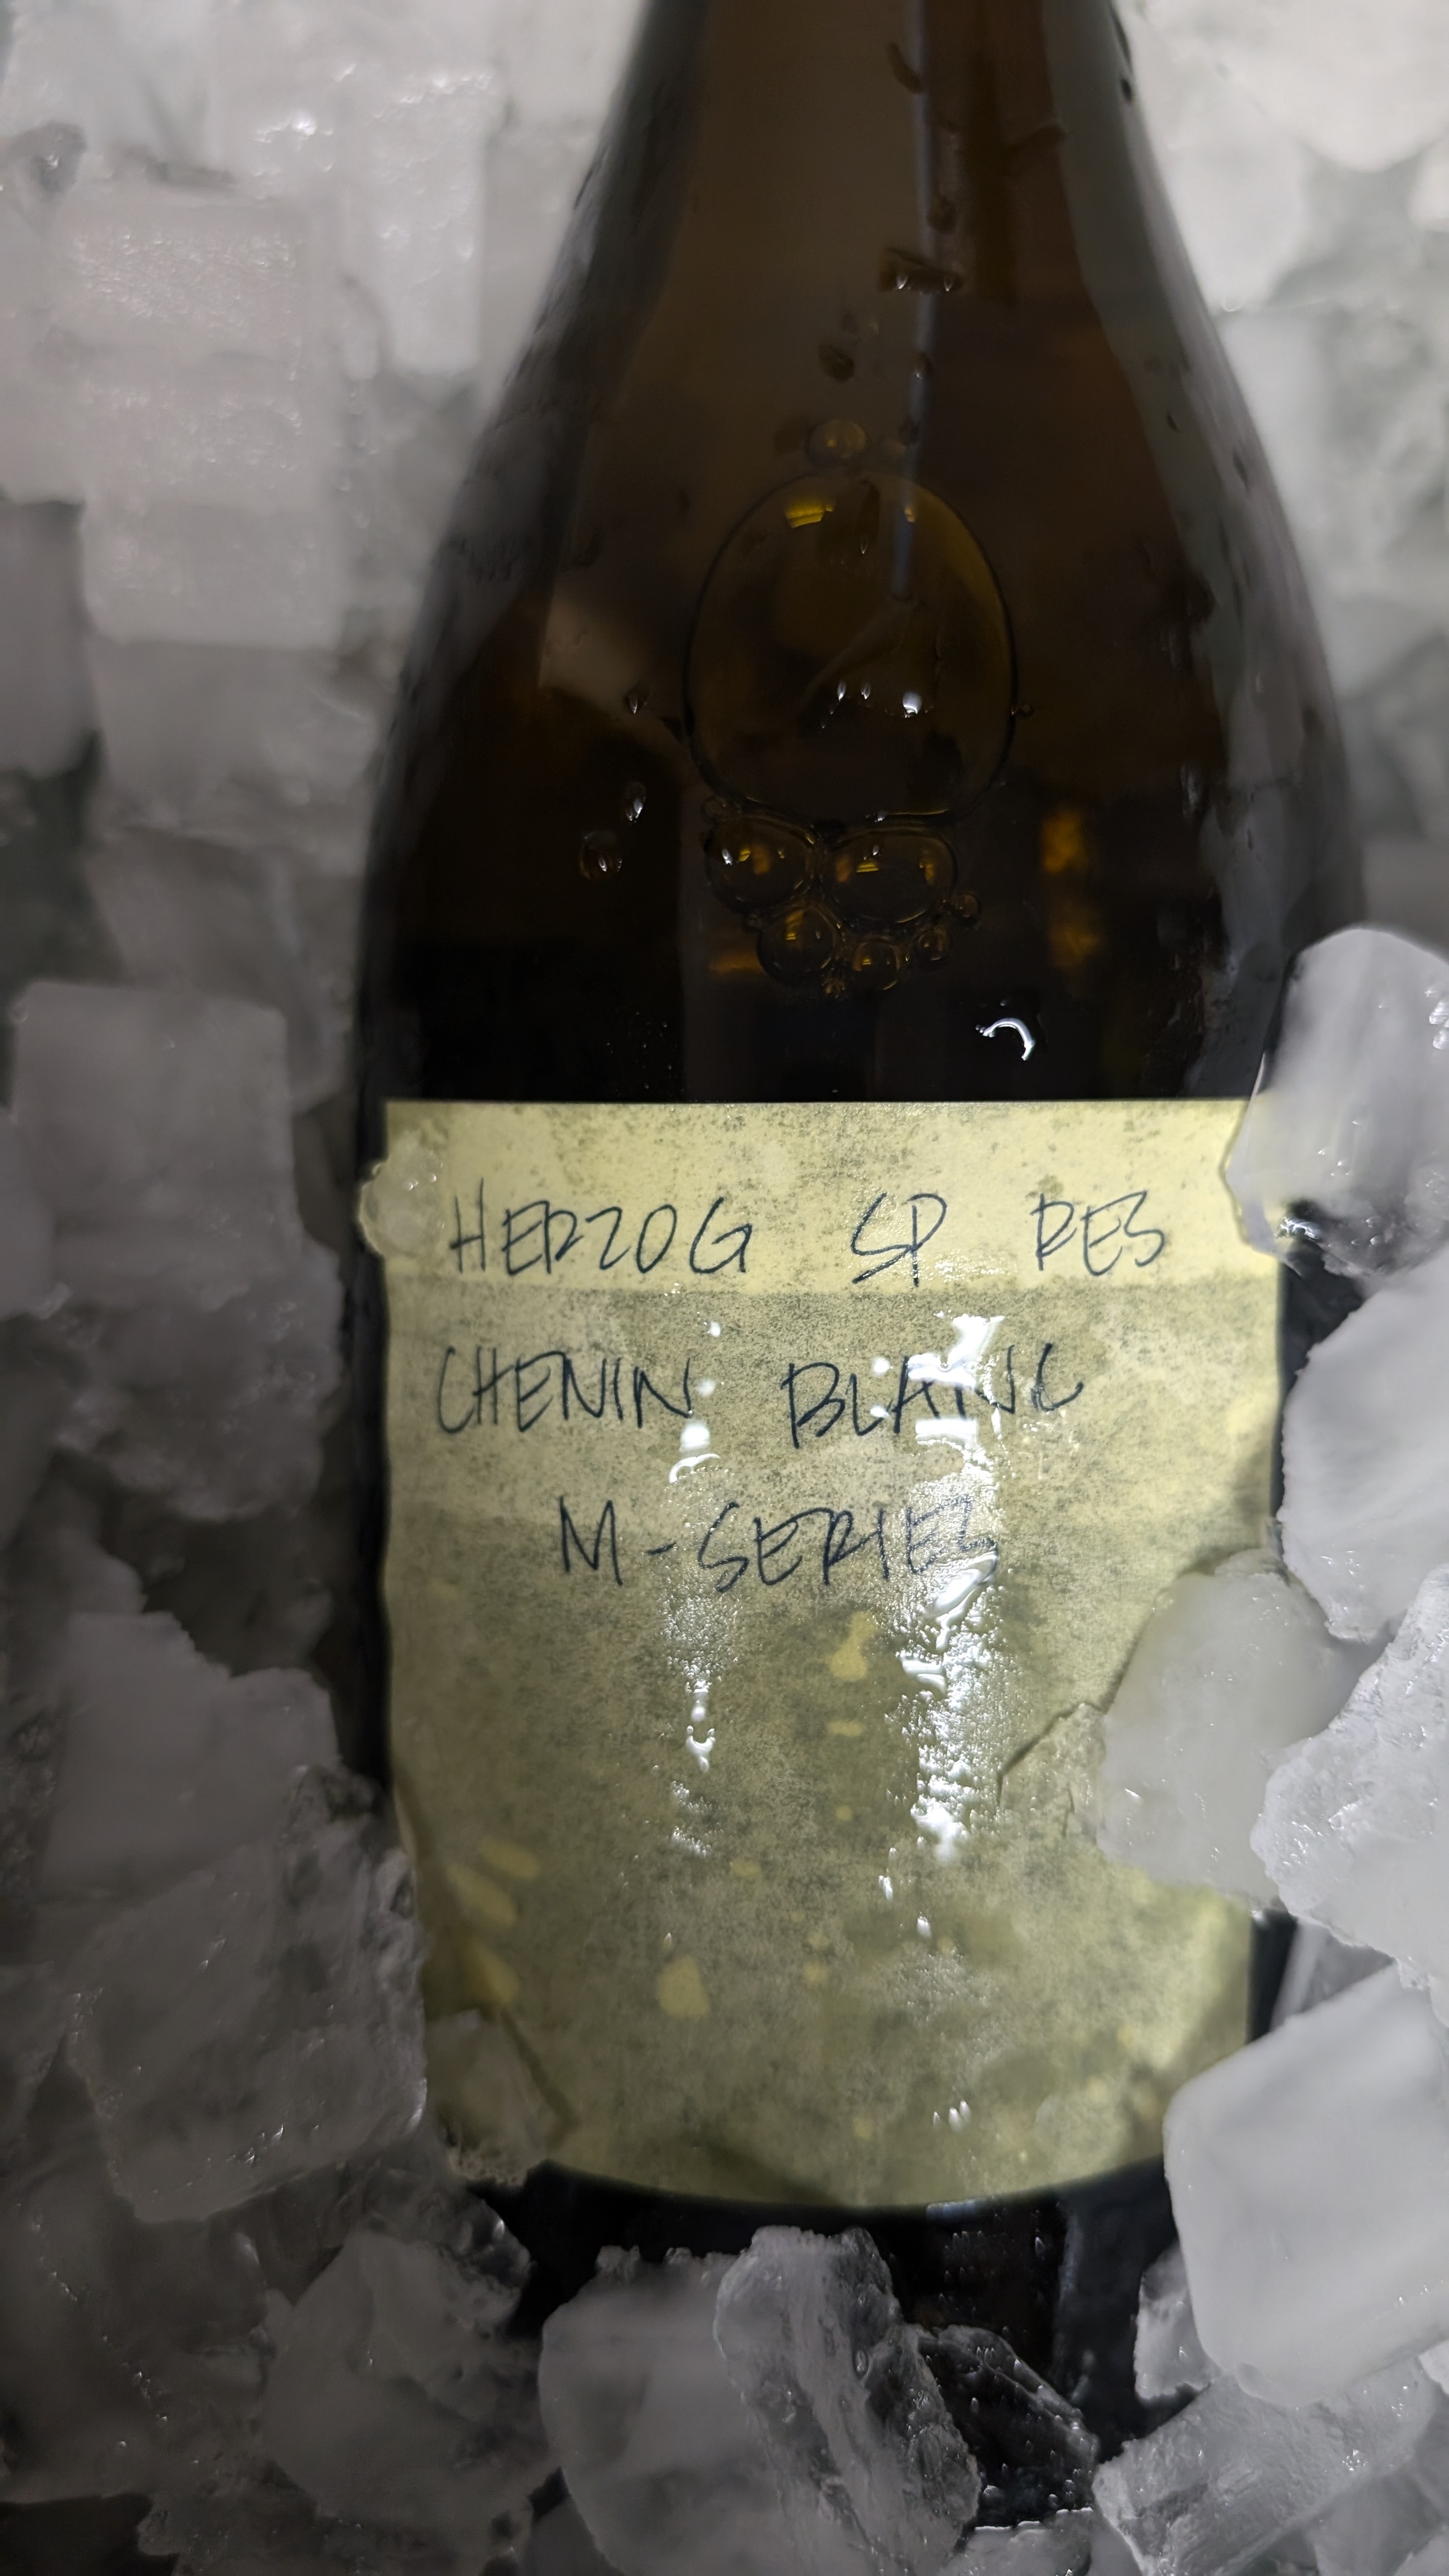 HERZOG SP RES
CHENIN BLANC
M-SERIES